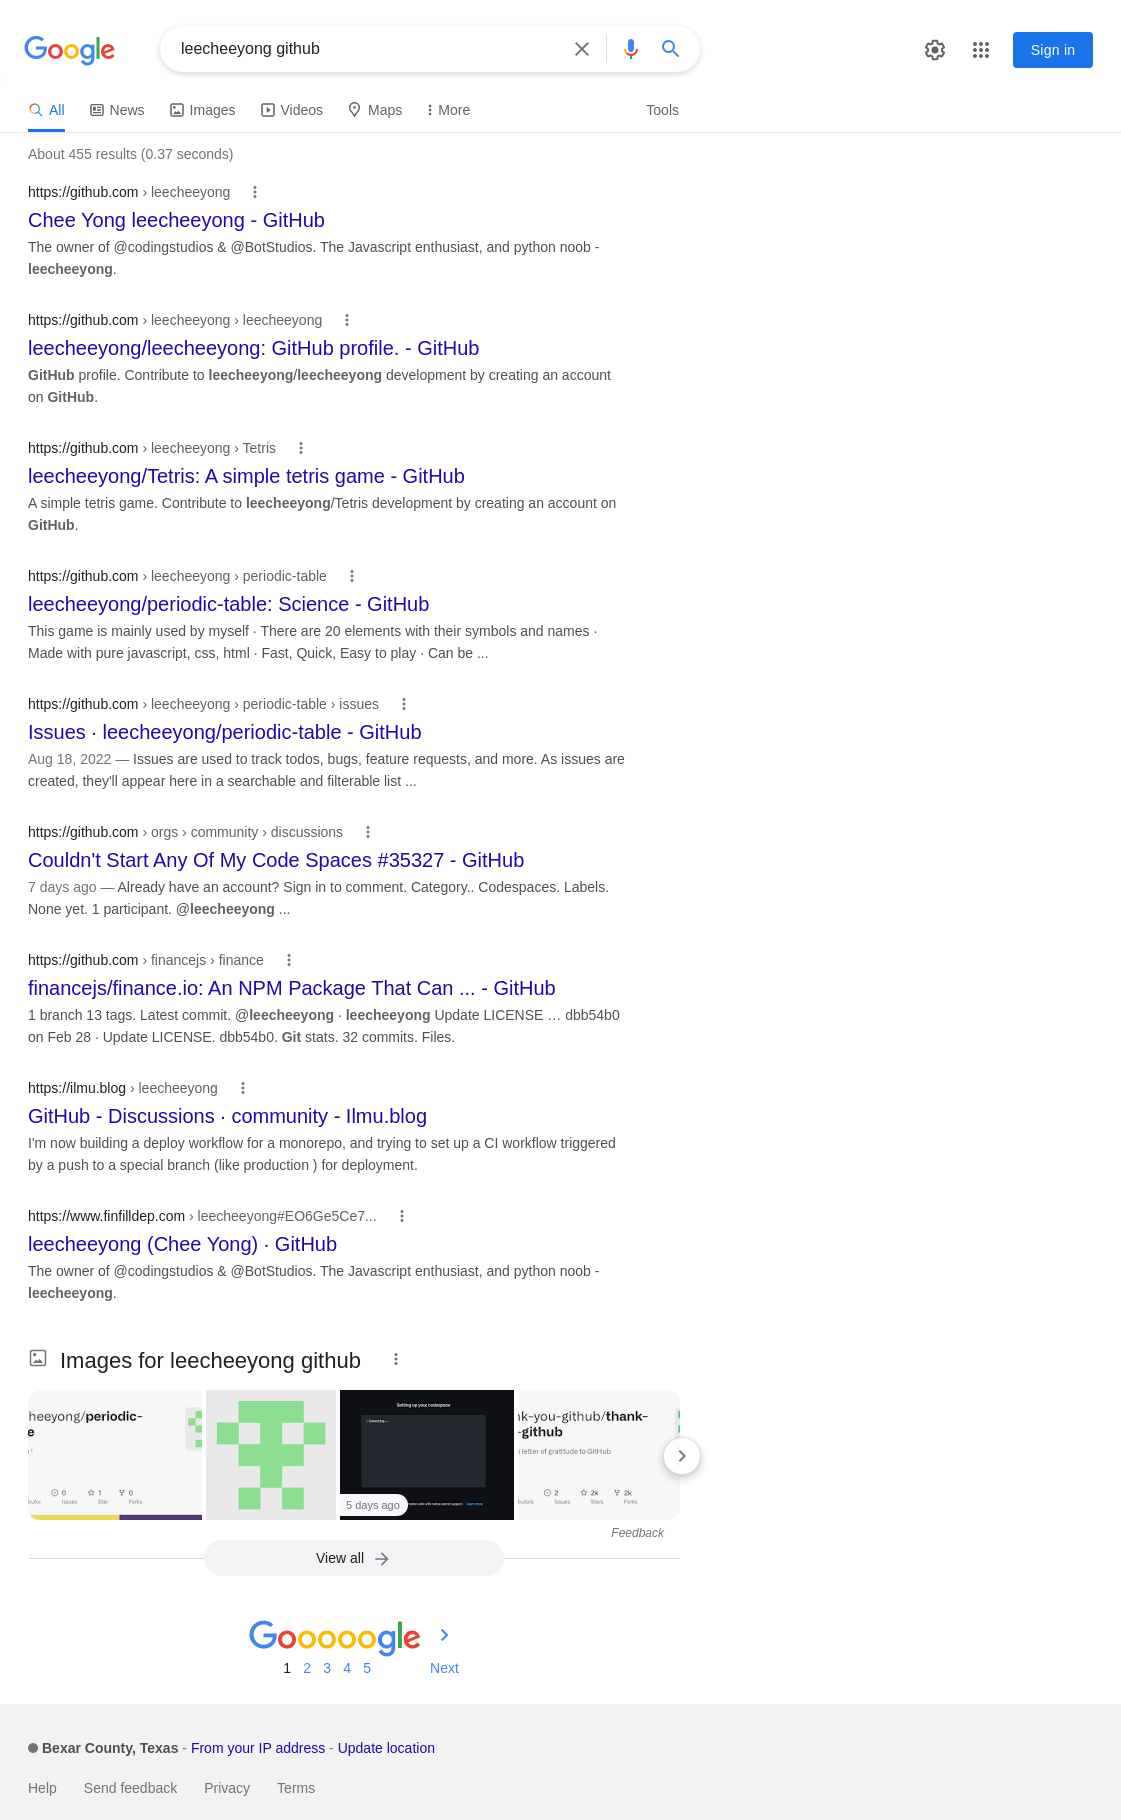 Google
leecheeyong github
Sign in
All
News
Images
Videos
Maps
More
Tools
About 455 results (0.37 seconds)
https://github.com › leecheeyong
Chee Yong leecheeyong - GitHub
The owner of @codingstudios & @BotStudios. The Javascript enthusiast, and python noob -
leecheeyong.
https://github.com › leecheeyong › leecheeyong
leecheeyong/leecheeyong: GitHub profile. - GitHub
GitHub profile. Contribute to leecheeyong/leecheeyong development by creating an account
on GitHub.
https://github.com › leecheeyong › Tetris
leecheeyong/Tetris: A simple tetris game - GitHub
A simple tetris game. Contribute to leecheeyong/Tetris development by creating an account on
GitHub.
https://github.com › leecheeyong › periodic-table
leecheeyong/periodic-table: Science - GitHub
This game is mainly used by myself · There are 20 elements with their symbols and names ·
Made with pure javascript, css, html · Fast, Quick, Easy to play · Can be ...
https://github.com › leecheeyong › periodic-table › issues
Issues · leecheeyong/periodic-table - GitHub
Aug 18, 2022 — Issues are used to track todos, bugs, feature requests, and more. As issues are
created, they'll appear here in a searchable and filterable list ...
https://github.com › orgs › community › discussions
Couldn't Start Any Of My Code Spaces #35327 - GitHub
7 days ago — Already have an account? Sign in to comment. Category.. Codespaces. Labels.
None yet. 1 participant. @leecheeyong ...
https://github.com › financejs › finance
financejs/finance.io: An NPM Package That Can ... - GitHub
1 branch 13 tags. Latest commit. @leecheeyong · leecheeyong Update LICENSE … dbb54b0
on Feb 28 · Update LICENSE. dbb54b0. Git stats. 32 commits. Files.
https://ilmu.blog › leecheeyong
GitHub - Discussions · community - Ilmu.blog
I'm now building a deploy workflow for a monorepo, and trying to set up a CI workflow triggered
by a push to a special branch (like production ) for deployment.
https://www.finfilldep.com › leecheeyong#EO6Ge5Ce7...
leecheeyong (Chee Yong) · GitHub
The owner of @codingstudios & @BotStudios. The Javascript enthusiast, and python noob -
leecheeyong.
Images for leecheeyong github
heeyong/periodic-
e
0 1 0
Issues Star Forks
Setting up your codespace
5 days ago
k-you-github/thank-
-github
letter of gratitude to GitHub
2 2k 2k
Issues Stars Forks
Feedback
View all
Gooooogle
1 2 3 4 5 Next
Bexar County, Texas - From your IP address - Update location
Help Send feedback Privacy Terms